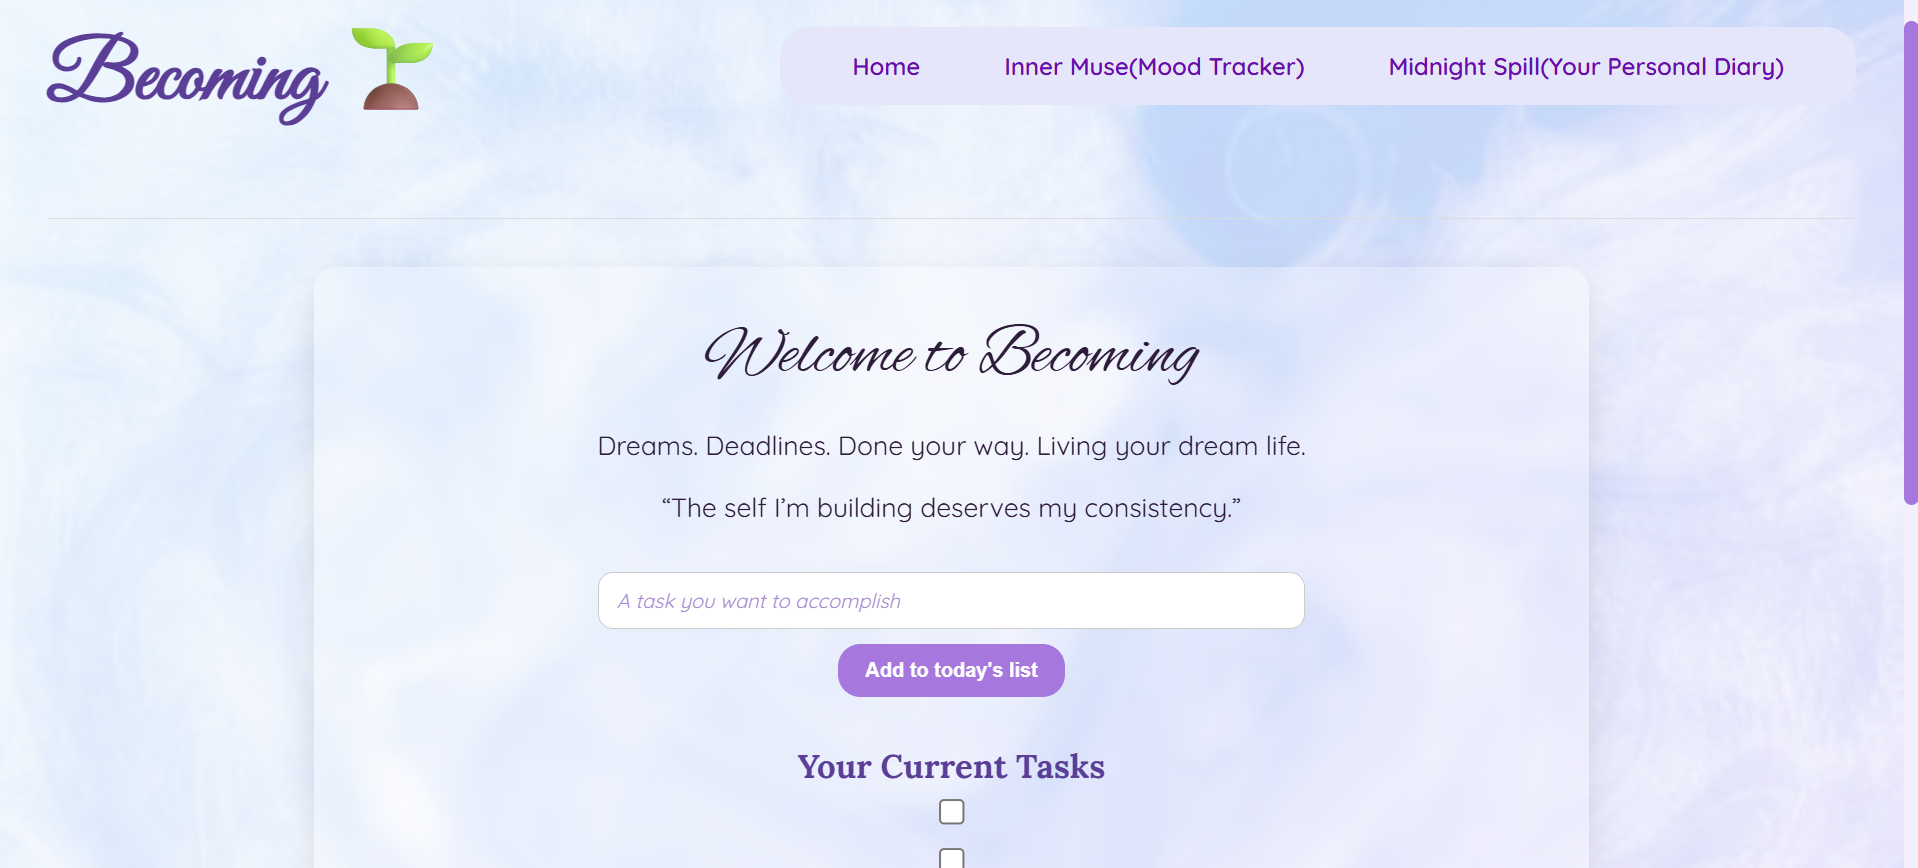 Becoming
Home Inner Muse(Mood Tracker) Midnight Spill(Your Personal Diary)
Welcome to Becoming
Dreams. Deadlines. Done your way. Living your dream life.
“The self I’m building deserves my consistency.”
A task you want to accomplish
Add to today's list
Your Current Tasks